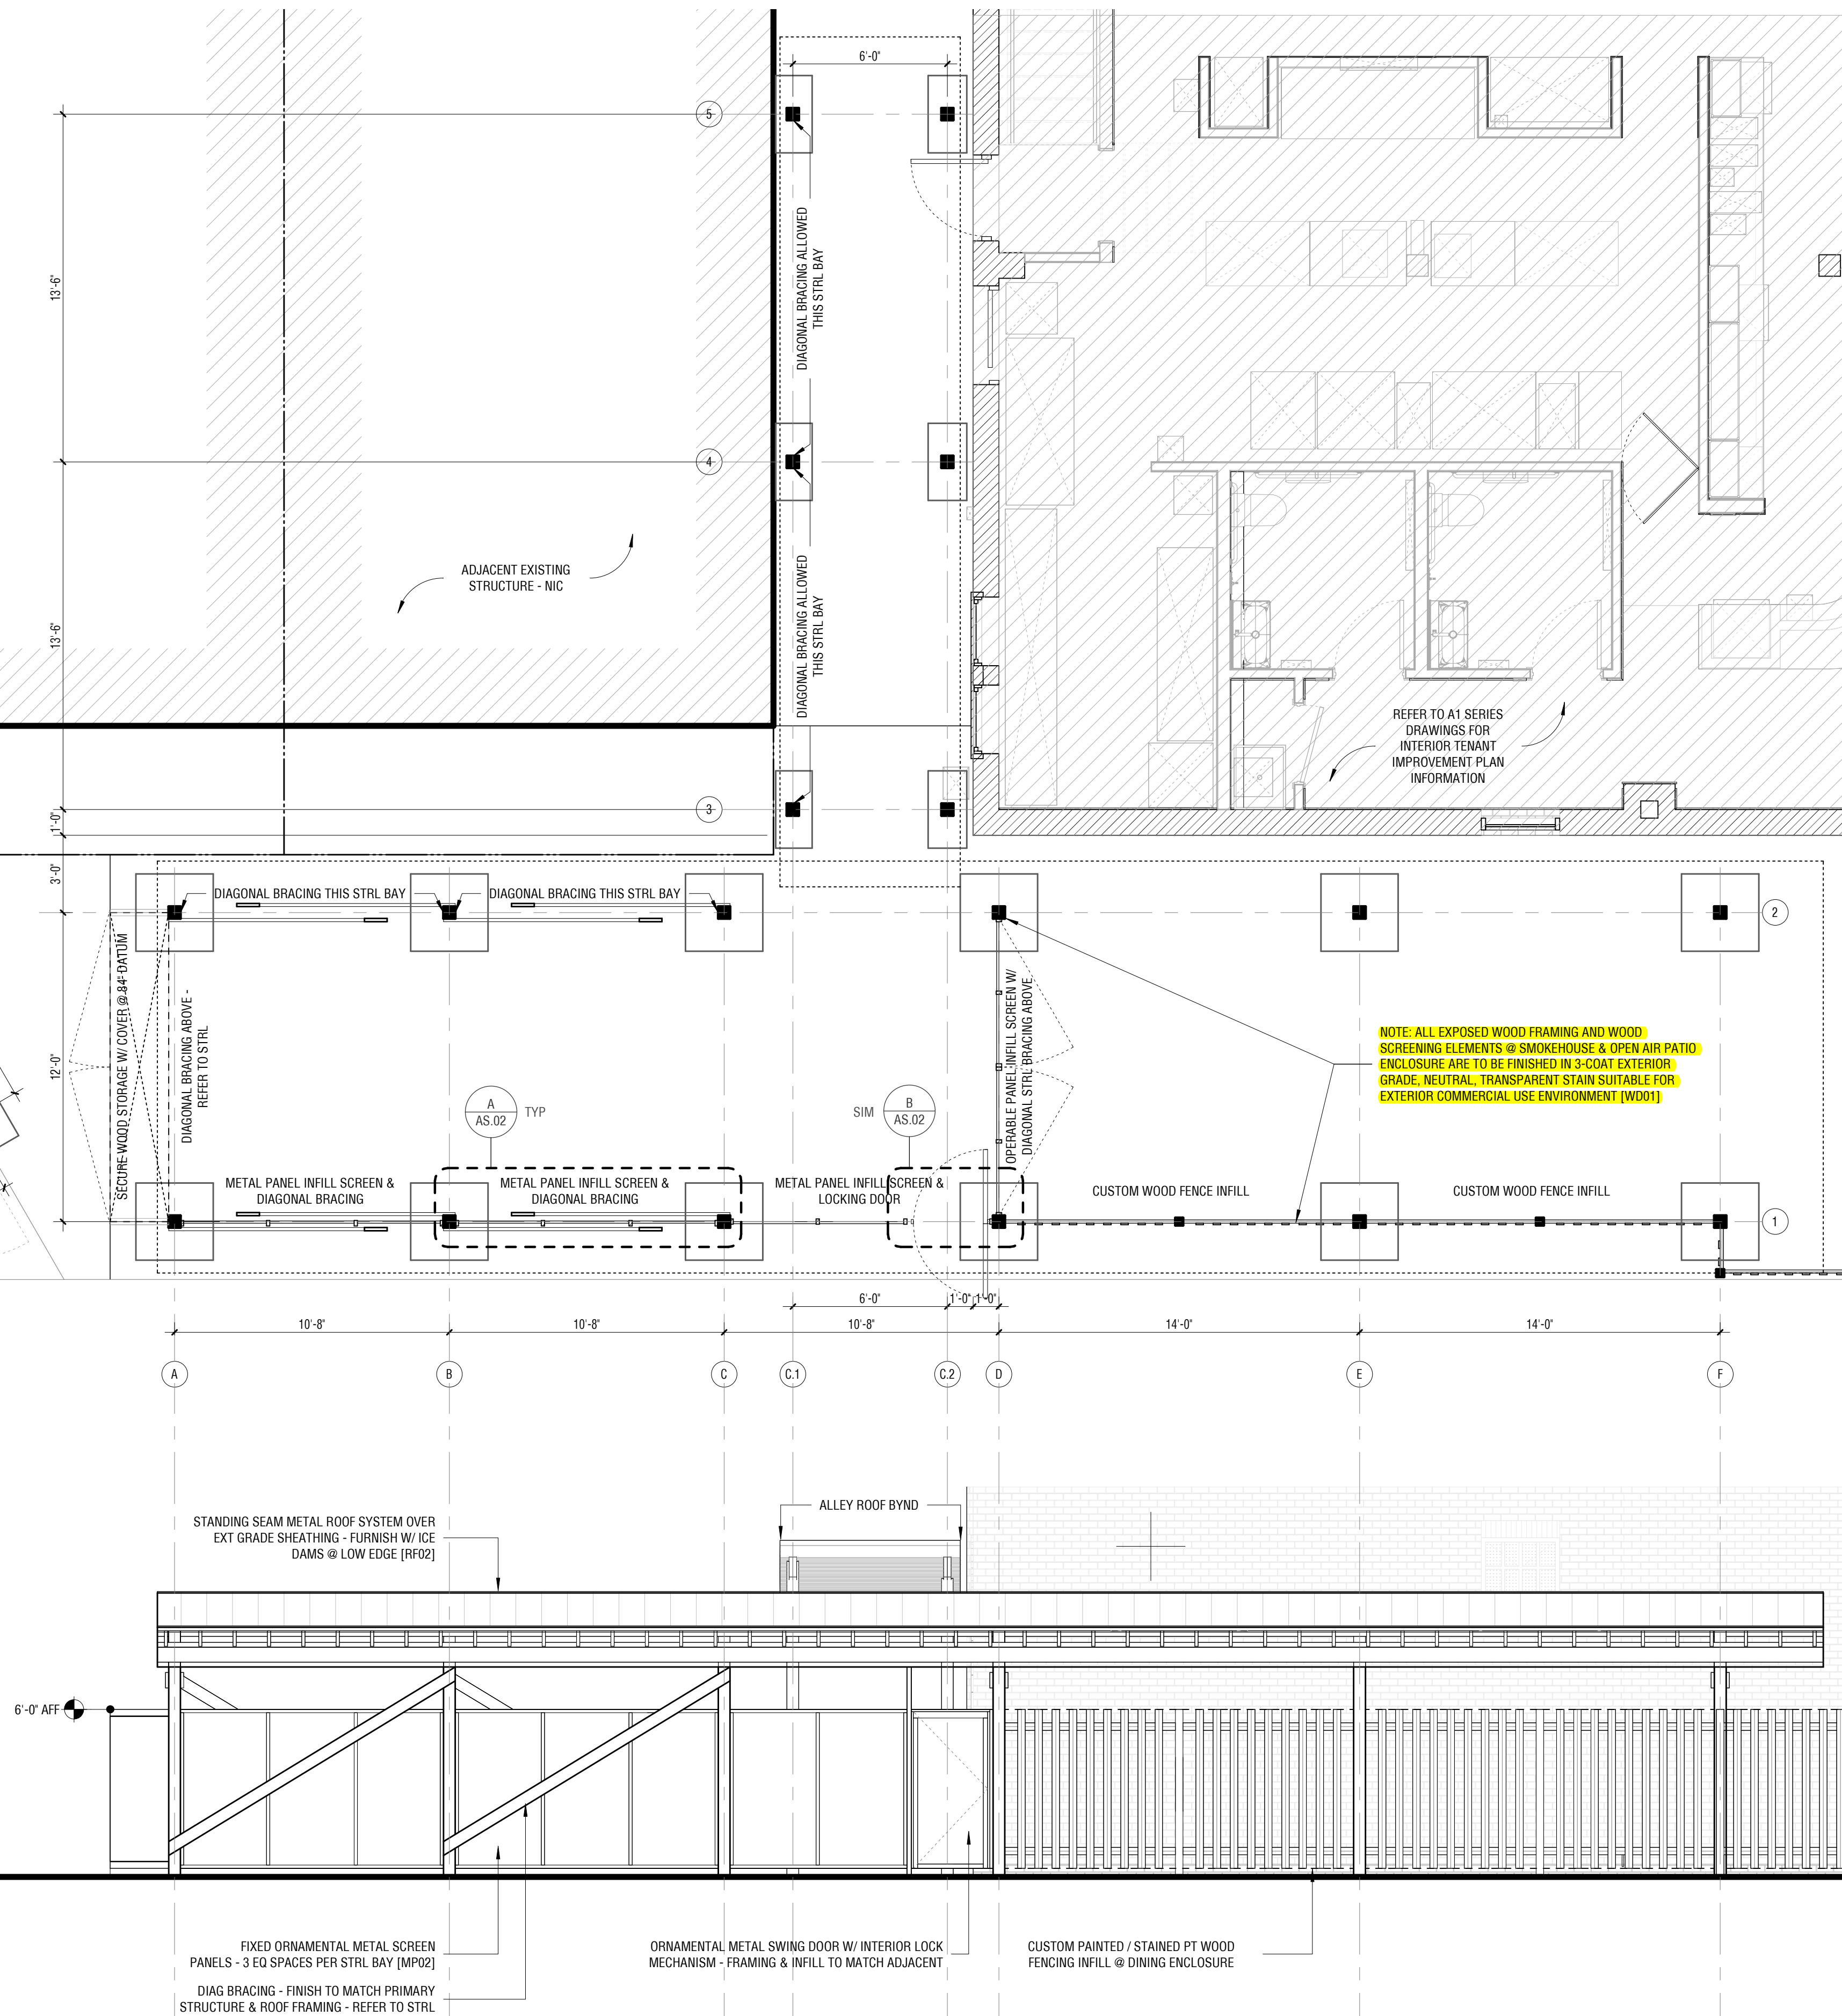 6'-0"
5
13'-6"
DIAGONAL BRACING ALLOWED
THIS STRL BAY
4
ADJACENT EXISTING
STRUCTURE - NIC
13'-6"
DIAGONAL BRACING ALLOWED
THIS STRL BAY
REFER TO A1 SERIES
DRAWINGS FOR
INTERIOR TENANT
IMPROVEMENT PLAN
INFORMATION
3
1'-0"
3'-0"
DIAGONAL BRACING THIS STRL BAY
DIAGONAL BRACING THIS STRL BAY
2
12'-0"
SECURE WOOD STORAGE W/ COVER @ 84" DATUM
DIAGONAL BRACING ABOVE -
REFER TO STRL
OPERABLE PANEL INFILL SCREEN W/
DIAGONAL STRL BRACING ABOVE
NOTE: ALL EXPOSED WOOD FRAMING AND WOOD
SCREENING ELEMENTS @ SMOKEHOUSE & OPEN AIR PATIO
ENCLOSURE ARE TO BE FINISHED IN 3-COAT EXTERIOR
GRADE, NEUTRAL, TRANSPARENT STAIN SUITABLE FOR
EXTERIOR COMMERCIAL USE ENVIRONMENT [WD01]
A
AS.02
TYP
SIM
B
AS.02
METAL PANEL INFILL SCREEN &
DIAGONAL BRACING
METAL PANEL INFILL SCREEN &
DIAGONAL BRACING
METAL PANEL INFILL SCREEN &
LOCKING DOOR
CUSTOM WOOD FENCE INFILL
CUSTOM WOOD FENCE INFILL
1
6'-0"
1'-0"
1'-0"
10'-8"
10'-8"
10'-8"
14'-0"
14'-0"
A
B
C
C.1
C.2
D
E
F
ALLEY ROOF BYND
STANDING SEAM METAL ROOF SYSTEM OVER
EXT GRADE SHEATHING - FURNISH W/ ICE
DAMS @ LOW EDGE [RF02]
6'-0" AFF
FIXED ORNAMENTAL METAL SCREEN
PANELS - 3 EQ SPACES PER STRL BAY [MP02]
DIAG BRACING - FINISH TO MATCH PRIMARY
STRUCTURE & ROOF FRAMING - REFER TO STRL
ORNAMENTAL METAL SWING DOOR W/ INTERIOR LOCK
MECHANISM - FRAMING & INFILL TO MATCH ADJACENT
CUSTOM PAINTED / STAINED PT WOOD
FENCING INFILL @ DINING ENCLOSURE